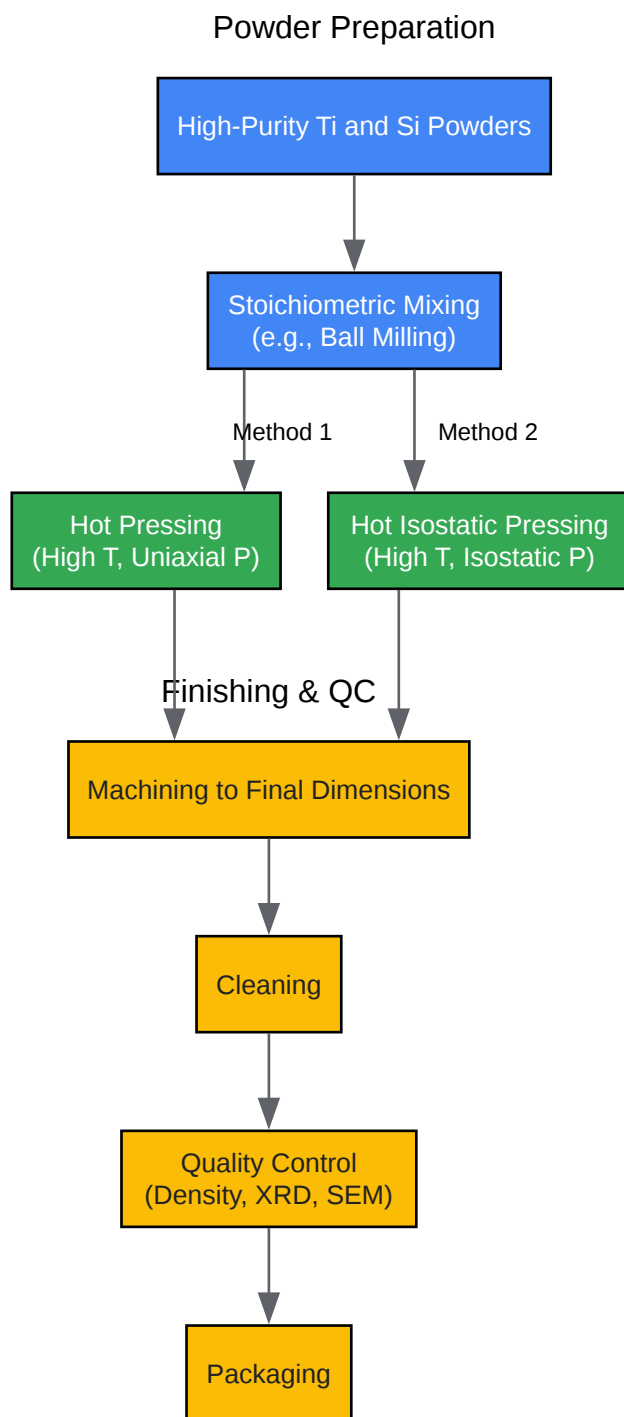 Powder Preparation
High-Purity Ti and Si Powders
Stoichiometric Mixing
(e.g., Ball Milling)
Method 1
Method 2
Hot Pressing
(High T, Uniaxial P)
Hot Isostatic Pressing
(High T, Isostatic P)
Finishing & QC
Machining to Final Dimensions
Cleaning
Quality Control
(Density, XRD, SEM)
Packaging